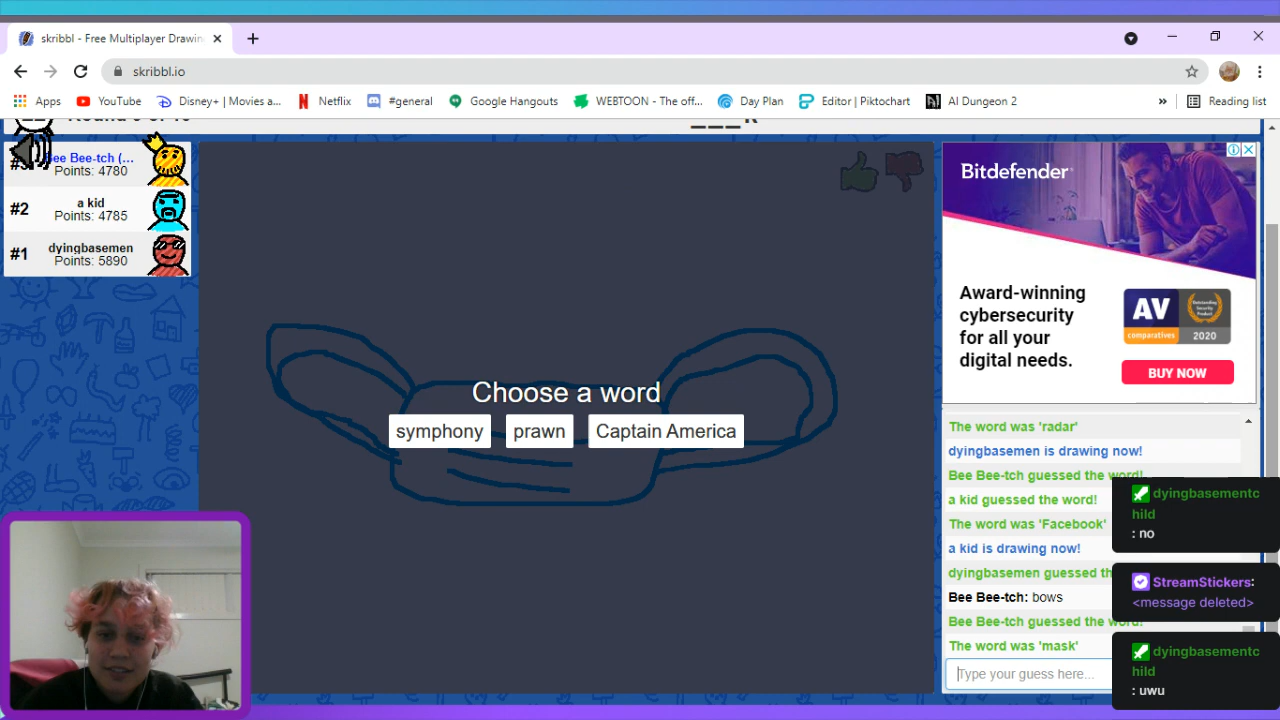 skribbl - Free Multiplayer Drawin
skribbl.io
Apps
YouTube
Disney+ | Movies a...
Netflix
#general
Google Hangouts
WEBTOON - The off...
Day Plan
Editor | Piktochart
AI Dungeon 2
»
Reading list
Bee Bee-tch (...
Points: 4780
#2
a kid
Points: 4785
#1
dyingbasemen
Points: 5890
Choose a word
symphony
prawn
Captain America
Bitdefender
Award-winning
cybersecurity
for all your
digital needs.
AV
comparatives
2020
BUY NOW
The word was 'radar'
dyingbasemen is drawing now!
Bee Bee-tch guessed the word!
a kid guessed the word!
The word was 'Facebook'
a kid is drawing now!
dyingbasemen guessed th
Bee Bee-tch: bows
Bee Bee-tch guessed the word!
The word was 'mask'
Type your guess here...
dyingbasementc
hild
: no
StreamStickers:
<message deleted>
dyingbasementc
hild
: uwu